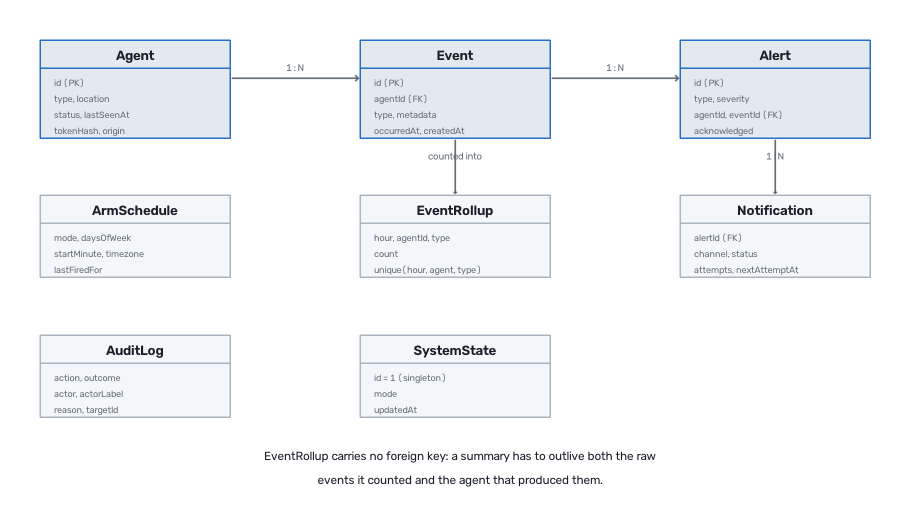 Agent
id (PK)
type, location
status, lastSeenAt
tokenHash, origin
1:N
Event
id (PK)
agentId (FK)
type, metadata
occurredAt, createdAt
1:N
Alert
id (PK)
type, severity
agentId, eventId (FK)
acknowledged
counted into
1:N
ArmSchedule
mode, daysOfWeek
startMinute, timezone
lastFiredFor
EventRollup
hour, agentId, type
count
unique(hour, agent, type)
Notification
alertId (FK)
channel, status
attempts, nextAttemptAt
AuditLog
action, outcome
actor, actorLabel
reason, targetId
SystemState
id = 1 (singleton)
mode
updatedAt
EventRollup carries no foreign key: a summary has to outlive both the raw
events it counted and the agent that produced them.